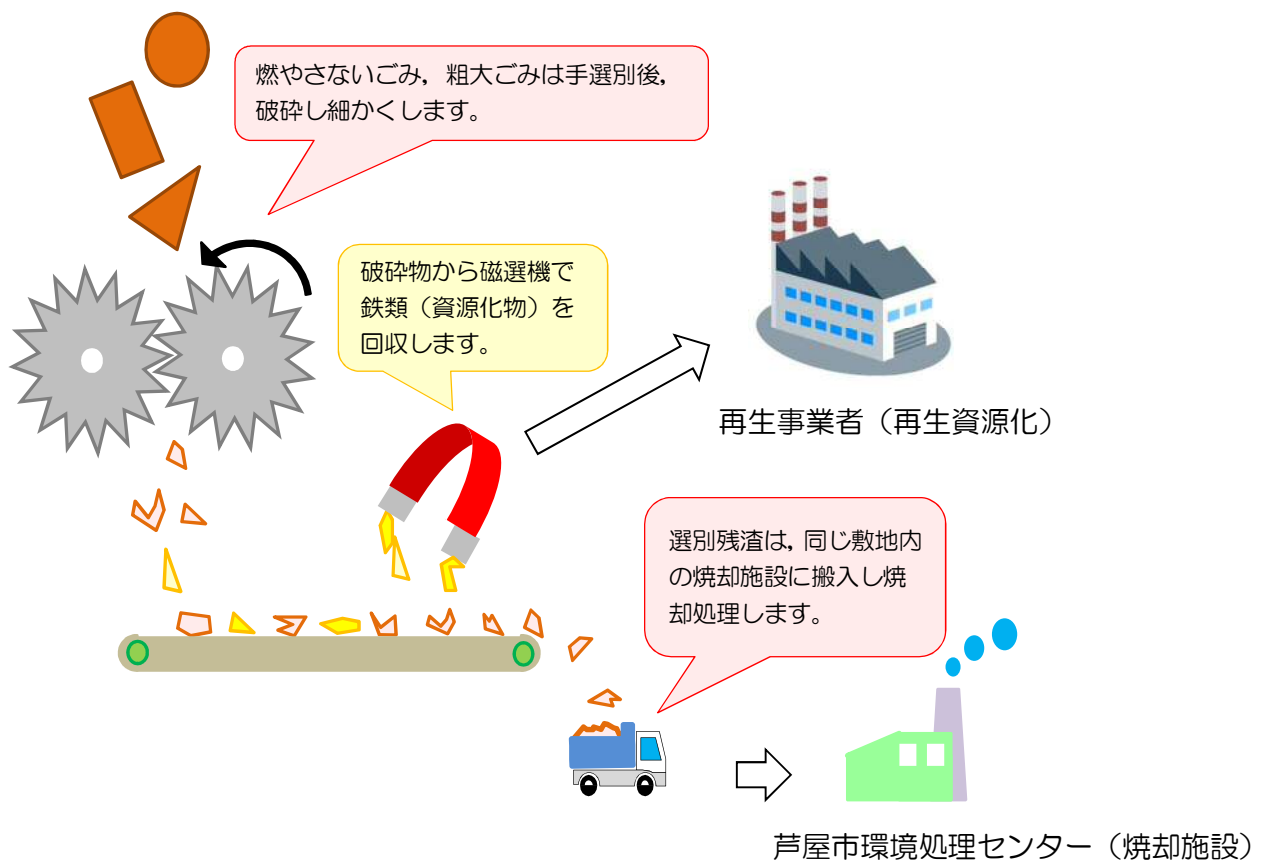 燃やさないごみ，粗大ごみは手選別後，
破砕し細かくします。
破砕物から磁選機で
鉄類（資源化物）を
回収します。
再生事業者（再生資源化）
選別残渣は，同じ敷地内
の焼却施設に搬入し焼
却処理します。
芦屋市環境処理センター（焼却施設）